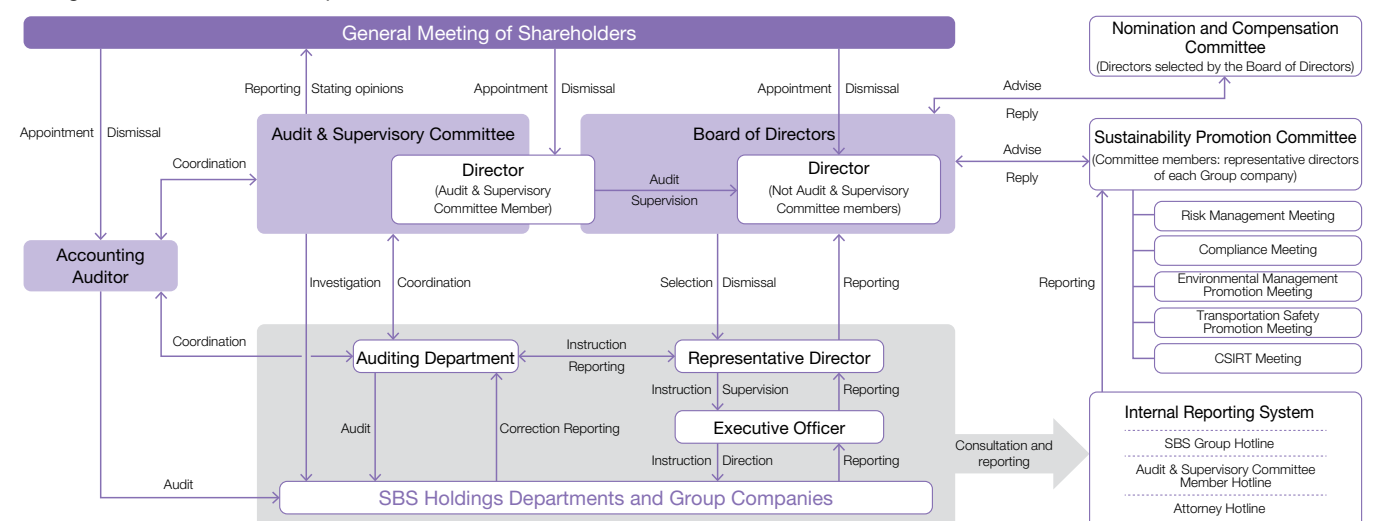 General Meeting of Shareholders
Nomination and Compensation
Committee
(Directors selected by the Board of Directors)
Reporting
Stating opinions
Appointment
Dismissal
Appointment
Dismissal
Advise
Reply
Appointment
Dismissal
Audit & Supervisory Committee
Board of Directors
Sustainability Promotion Committee
(Committee members: representative directors
of each Group company)
Coordination
Director
(Audit & Supervisory
Committee Member)
Audit
Supervision
Director
(Not Audit & Supervisory
Committee members)
Advise
Reply
Risk Management Meeting
Compliance Meeting
Environmental Management
Promotion Meeting
Transportation Safety
Promotion Meeting
CSIRT Meeting
Accounting
Auditor
Investigation
Coordination
Selection
Dismissal
Reporting
Reporting
Coordination
Auditing Department
Instruction
Reporting
Representative Director
Instruction
Supervision
Reporting
Audit
Correction Reporting
Executive Officer
Instruction
Direction
Reporting
Consultation and
reporting
Internal Reporting System
SBS Group Hotline
Audit & Supervisory Committee
Member Hotline
Attorney Hotline
Audit
SBS Holdings Departments and Group Companies